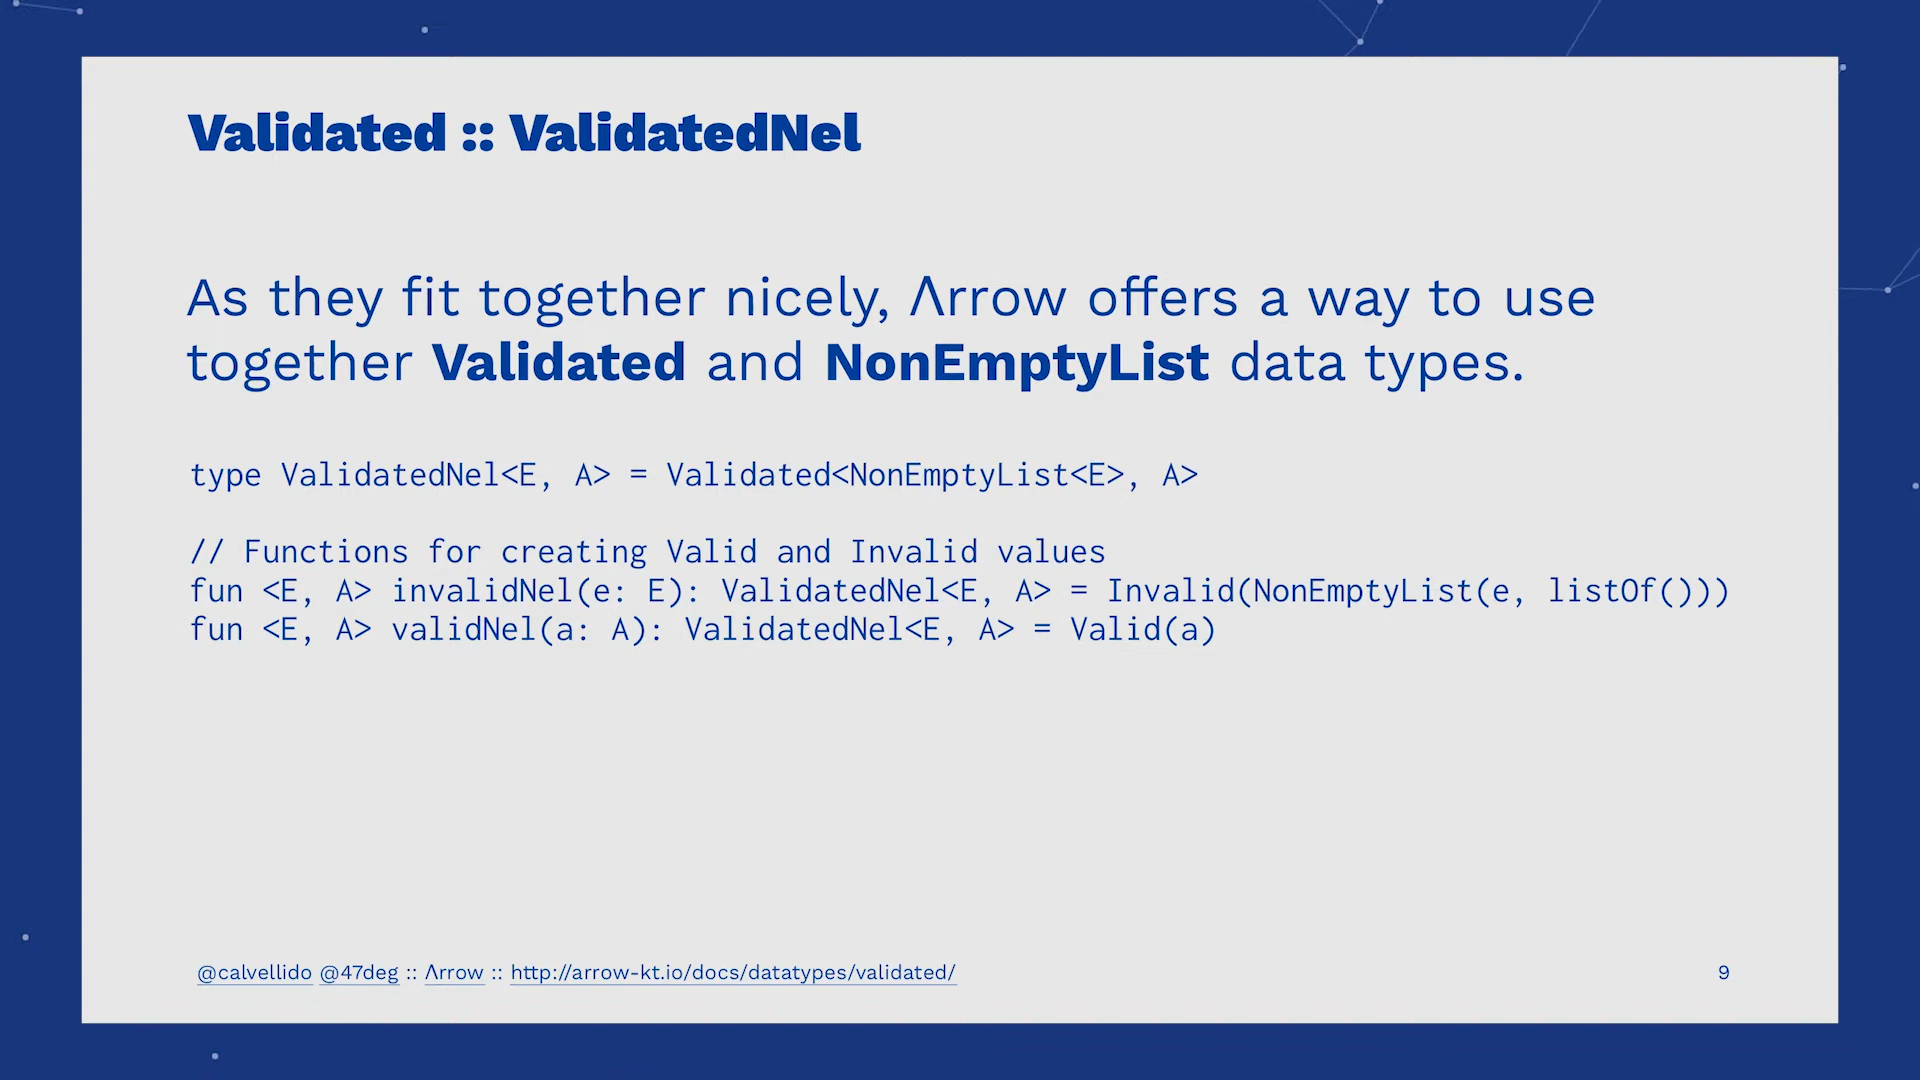 Validated :: ValidatedNel
As they fit together nicely, Λrrow offers a way to use
together Validated and NonEmptyList data types.
type ValidatedNel<E, A> = Validated<NonEmptyList<E>, A>
// Functions for creating Valid and Invalid values
fun <E, A> invalidNel(e: E): ValidatedNel<E, A> = Invalid(NonEmptyList(e, listOf()))
fun <E, A> validNel(a: A): ValidatedNel<E, A> = Valid(a)
@calvellido @47deg :: Λrrow :: http://arrow-kt.io/docs/datatypes/validated/ 9